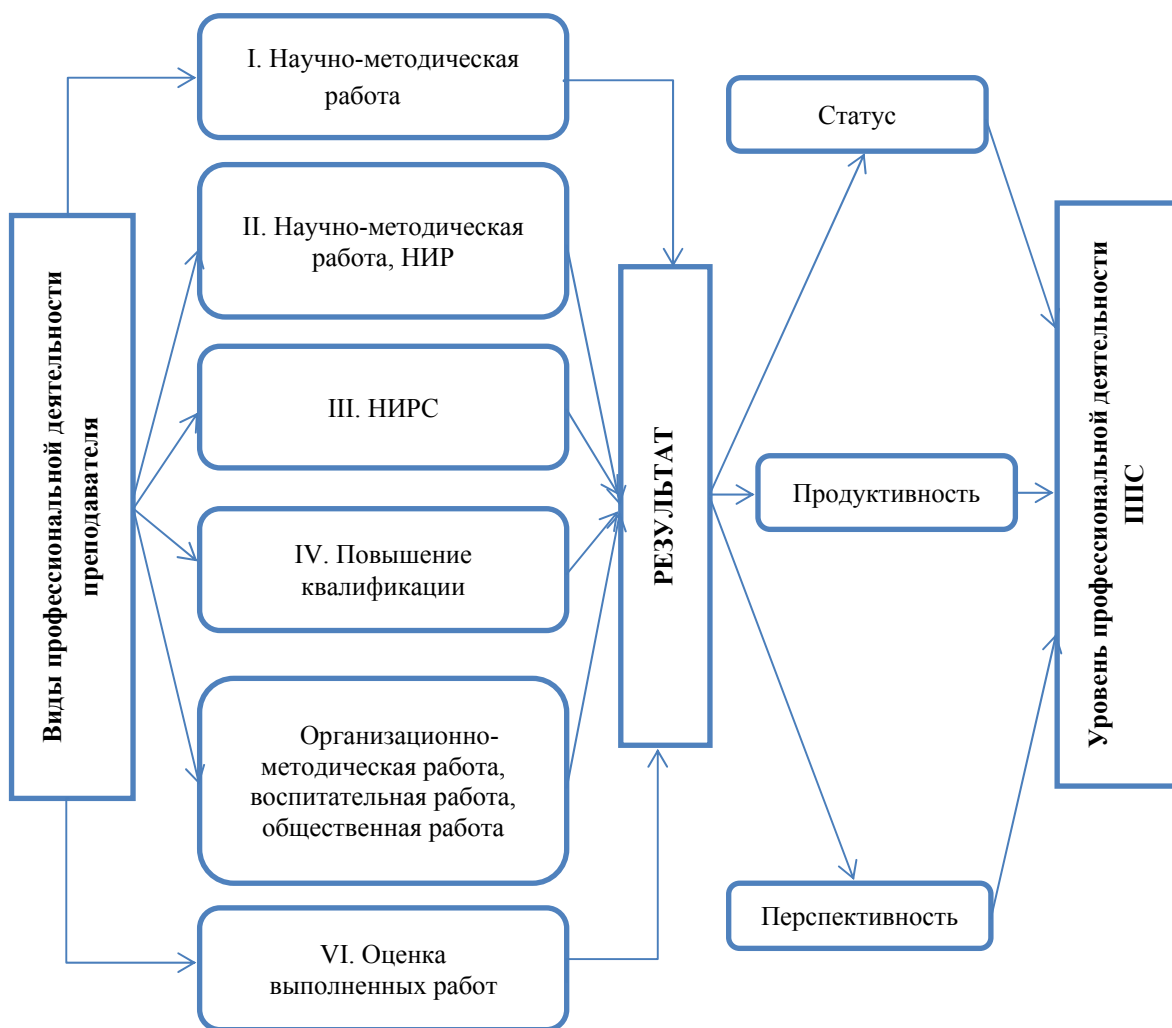 Виды профессиональной деятельности
преподавателя
I. Научно-методическая
работа
II. Научно-методическая
работа, НИР
III. НИРС
IV. Повышение
квалификации
Организационно-
методическая работа,
воспитательная работа,
общественная работа
VI. Оценка
выполненных работ
РЕЗУЛЬТАТ
Статус
Продуктивность
Перспективность
Уровень профессиональной деятельности
ППС